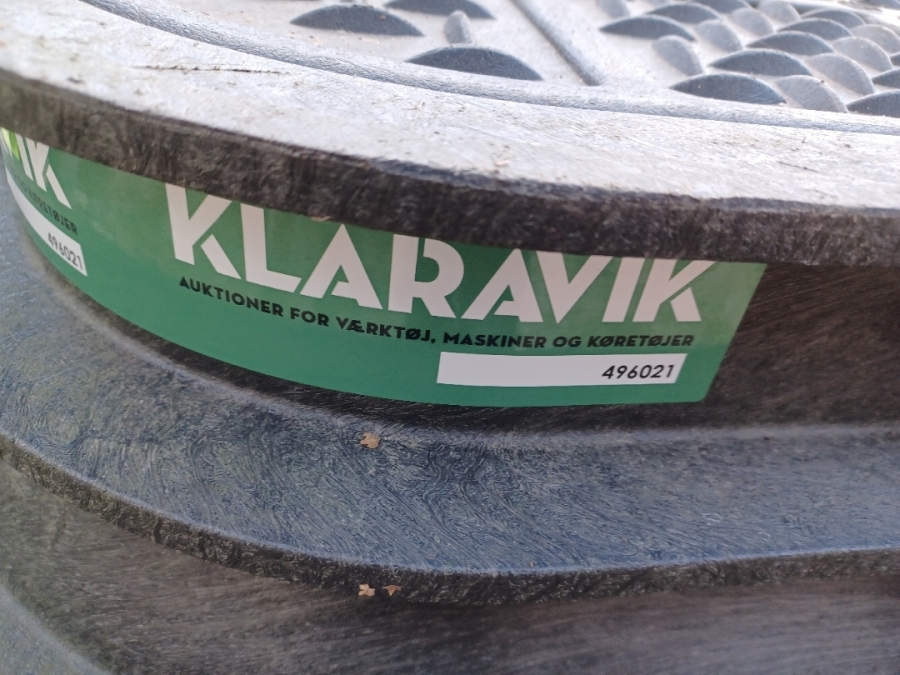 KLARAVIK
AUKTIONER FOR VÆRKTØJ, MASKINER OG KØRETØJER
496021
496021